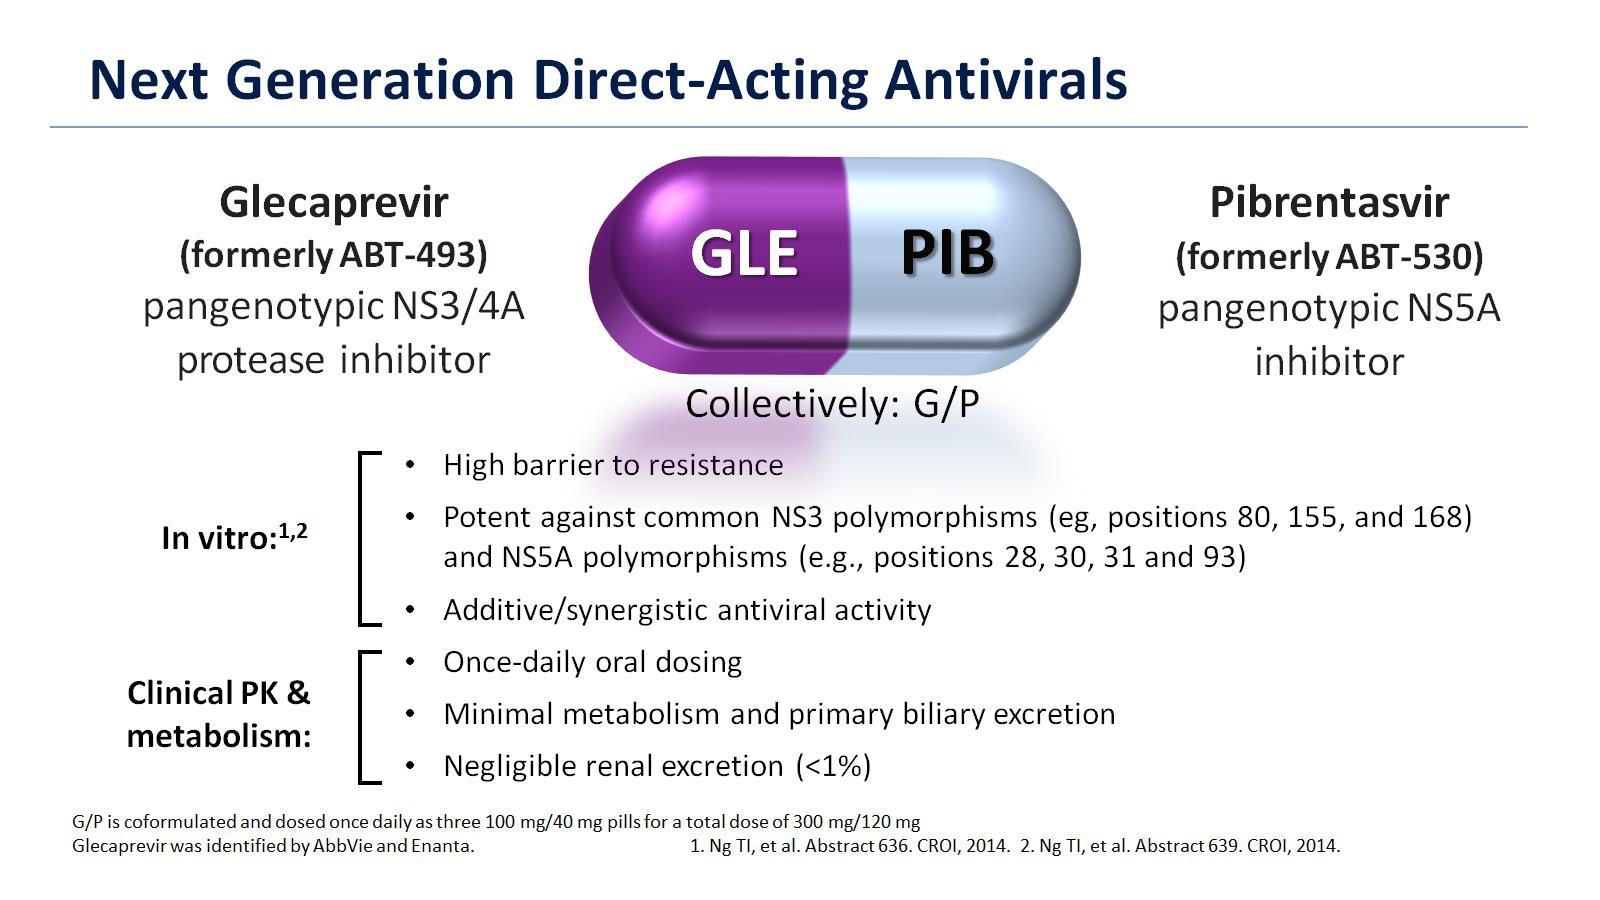 Next Generation Direct-Acting Antivirals
Glecaprevir
(formerly ABT-493)
pangenotypic NS3/4A
protease inhibitor
GLE
PIB
Pibrentasvir
(formerly ABT-530)
pangenotypic NS5A
inhibitor
Collectively: G/P
In vitro:1,2
• High barrier to resistance
• Potent against common NS3 polymorphisms (eg, positions 80, 155, and 168)
and NS5A polymorphisms (e.g., positions 28, 30, 31 and 93)
• Additive/synergistic antiviral activity
Clinical PK &
metabolism:
• Once-daily oral dosing
• Minimal metabolism and primary biliary excretion
• Negligible renal excretion (<1%)
G/P is coformulated and dosed once daily as three 100 mg/40 mg pills for a total dose of 300 mg/120 mg
Glecaprevir was identified by AbbVie and Enanta.
1. Ng TI, et al. Abstract 636. CROI, 2014. 2. Ng TI, et al. Abstract 639. CROI, 2014.